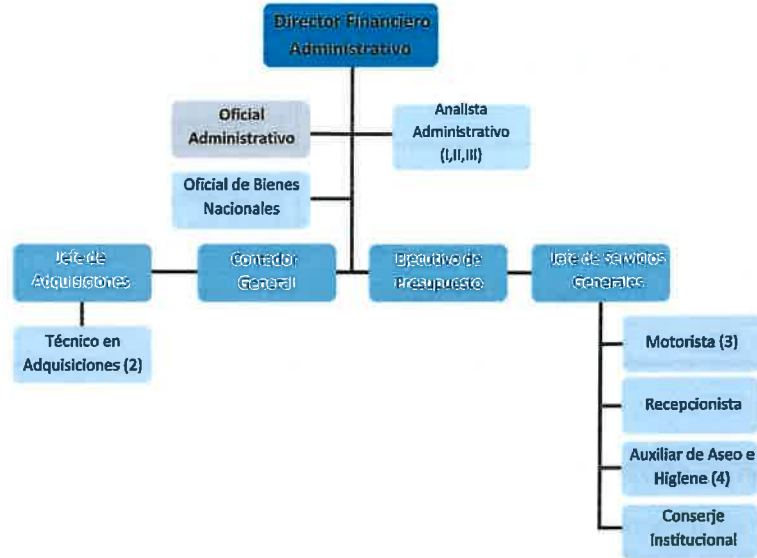 Director Financiero
Administrativo
Oficial
Administrativo
Analista
Administrativo
(I,II,III)
Oficial de Bienes
Nacionales
Jefe de
Adquisiciones
Contador
General
Ejecutivo de
Presupuesto
Jefe de Servicios
Generales
Técnico en
Adquisiciones (2)
Motorista (3)
Recepcionista
Auxiliar de Aseo e
Higiene (4)
Conserje
Institucional